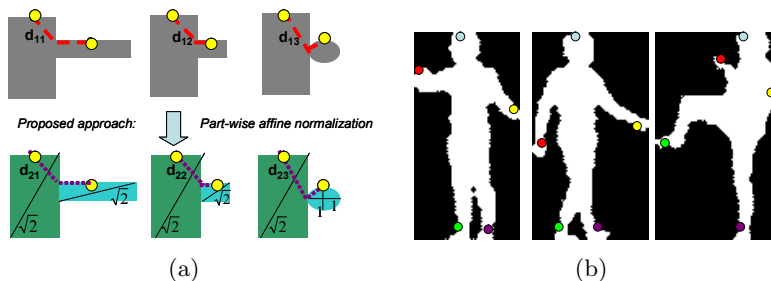 d11 d12 d13
Proposed approach: Part-wise affine normalization
d21 d22 d23
√2 √2 √2 1 1
√2 √2 √2
(a) (b)